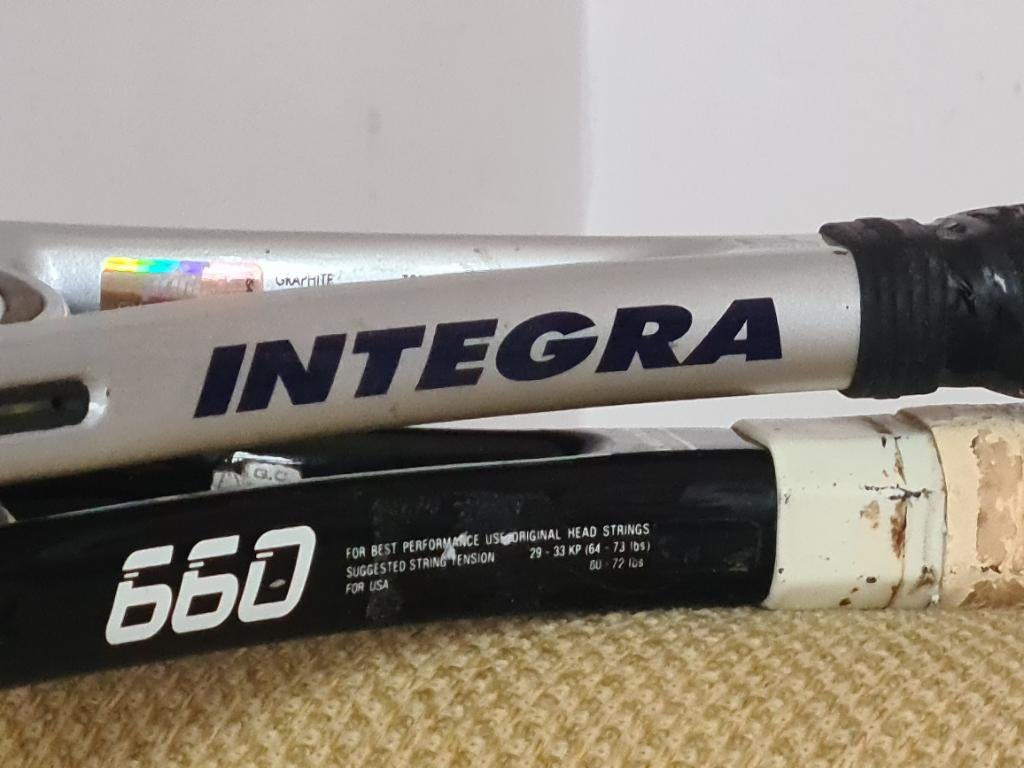 GRAPHITE
INTEGRA
Q.C
660
FOR BEST PERFORMANCE USE ORIGINAL HEAD STRINGS
SUGGESTED STRING TENSION 29 - 33 KP (64 - 73 lbs)
FOR USA 60 - 72 lbs